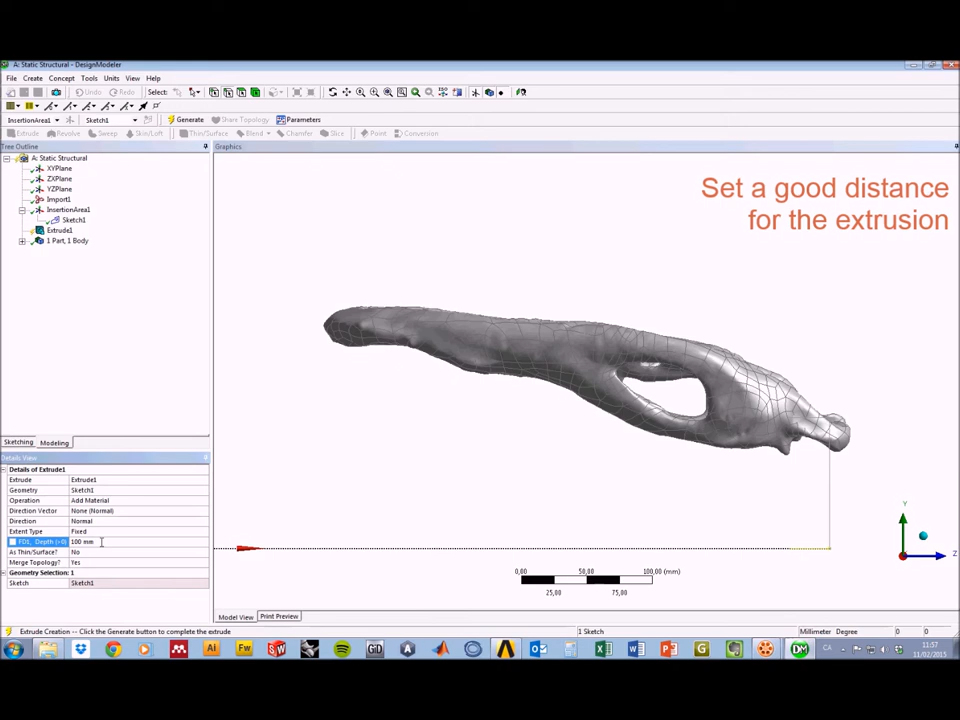 A: Static Structural - DesignModeler
File Create Concept Tools Units View Help
Undo Redo Select:
InsertionArea1 Sketch1 Generate Share Topology Parameters
Extrude Revolve Sweep Skin/Loft Thin/Surface Blend Chamfer Slice Point Conversion
Tree Outline
Graphics
A: Static Structural
XYPlane
ZXPlane
YZPlane
Import1
InsertionArea1
Sketch1
Extrude1
1 Part, 1 Body
Set a good distance
for the extrusion
Sketching Modeling
Details View
Details of Extrude1
Extrude Extrude1
Geometry Sketch1
Operation Add Material
Direction Vector None (Normal)
Direction Normal
Extent Type Fixed
FD1, Depth (>0) 100 mm
As Thin/Surface? No
Merge Topology? Yes
Geometry Selection: 1
Sketch Sketch1
Y
Z
0,00 50,00 100,00 (mm)
25,00 75,00
Model View Print Preview
Extrude Creation -- Click the Generate button to complete the extrude 1 Sketch Millimeter Degree 0 0
Ai Fw SW GiD DM CA 11:57
11/02/2015